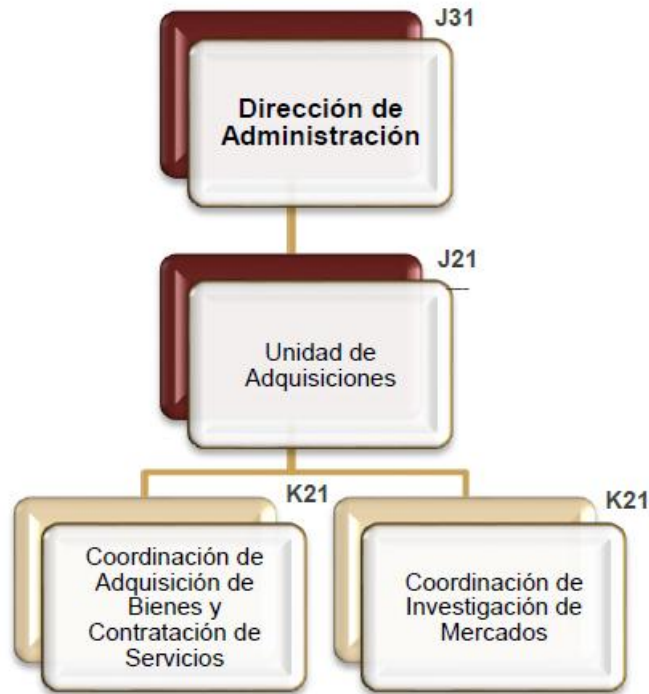 J31
Dirección de
Administración
J21
Unidad de
Adquisiciones
K21
K21
Coordinación de
Adquisición de
Bienes y
Contratación de
Servicios
Coordinación de
Investigación de
Mercados